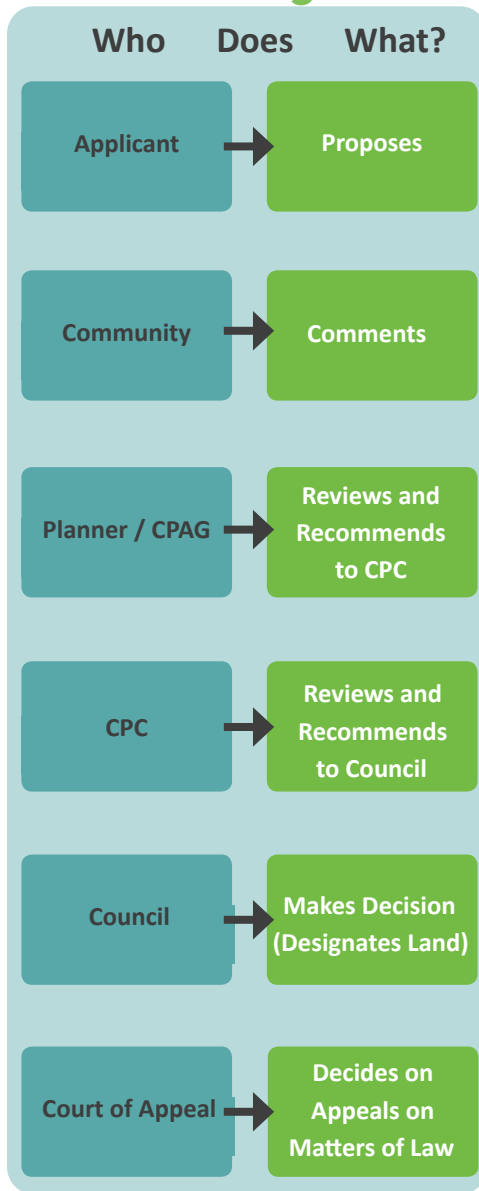 Who Does What?
Applicant
Proposes
Community
Comments
Planner / CPAG
Reviews and
Recommends
to CPC
CPC
Reviews and
Recommends
to Council
Council
Makes Decision
(Designates Land)
Court of Appeal
Decides on
Appeals on
Matters of Law